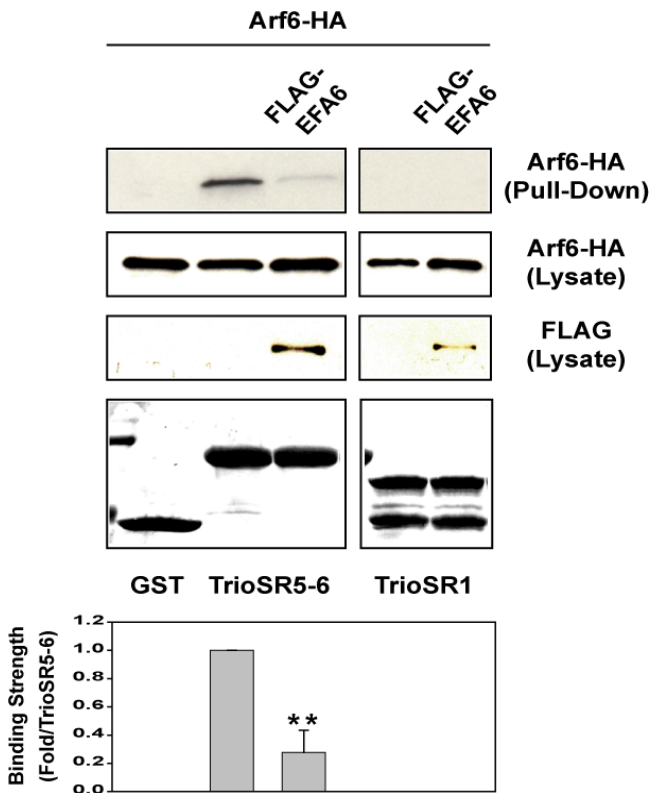 Arf6-HA
FLAG-
EFA6
FLAG-
EFA6
Arf6-HA
(Pull-Down)
Arf6-HA
(Lysate)
FLAG
(Lysate)
GST TrioSR5-6 TrioSR1
Binding Strength
(Fold/TrioSR5-6)
1.2
1.0
0.8
0.6
0.4
0.2
0.0
**